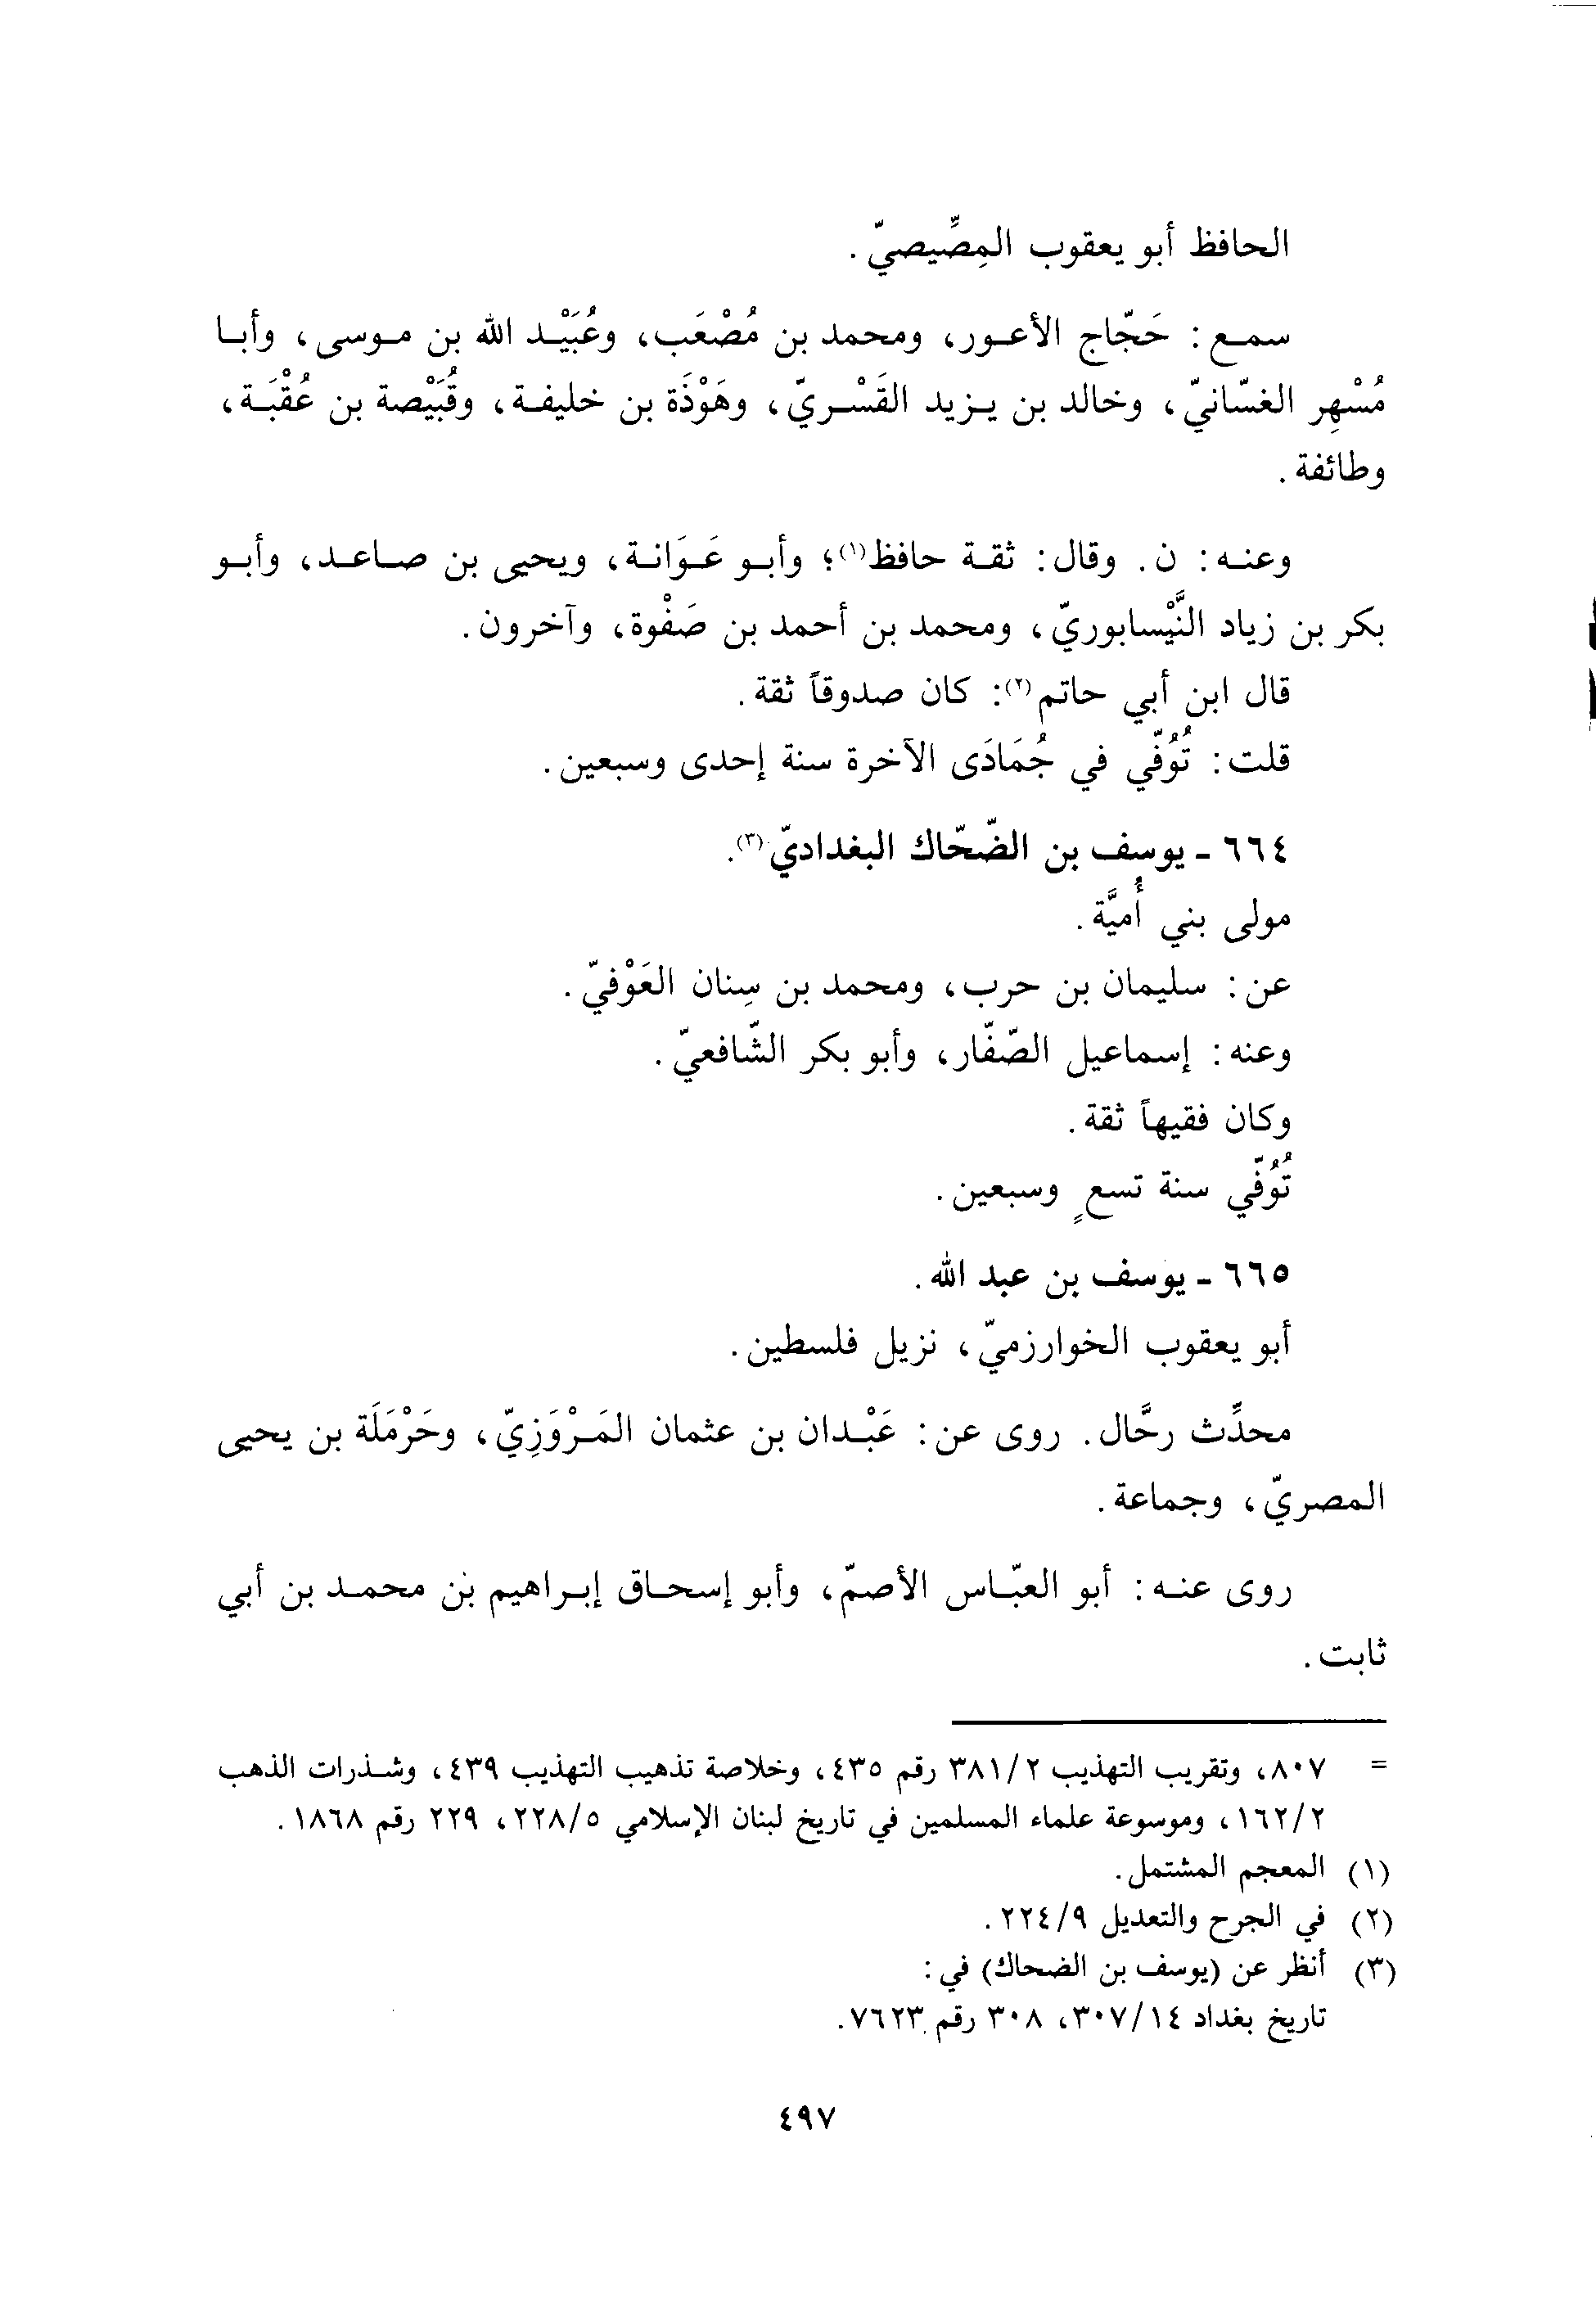 الحافظ أبو يعقوب المِصِّيصيّ.
سمع: حَجّاج الأعور، ومحمد بن مُصْعَب، وعُبَيْد الله بن موسى، وأبا
مُسْهِر الغسّانيّ، وخالد بن يزيد القَسْريّ، وهَوْذَة بن خليفة، وقُبَيْصة بن عُقْبَة،
وطائفة.
وعنه: ن. وقال: ثقة حافظ(١)؛ وأبو عَوَانة، ويحيى بن صاعد، وأبو
بكر بن زياد النَّيْسابوريّ، ومحمد بن أحمد بن صَفْوة، وآخرون.
قال ابن أبي حاتم(٢): كان صدوقاً ثقة.
قلت: تُوُفّي في جُمَادَى الآخرة سنة إحدى وسبعين.
٦٦٤ - يوسف بن الضّحّاك البغداديّ(٣).
مولى بني أُميَّة.
عن: سليمان بن حرب، ومحمد بن سِنان العَوْفيّ.
وعنه: إسماعيل الصّفّار، وأبو بكر الشّافعيّ.
وكان فقيهاً ثقة.
تُوُفّي سنة تسعٍ وسبعين.
٦٦٥ - يوسف بن عبد الله.
أبو يعقوب الخوارزميّ، نزيل فلسطين.
محدِّث رحَّال. روى عن: عَبْدان بن عثمان المَرْوَزِيّ، وحَرْمَلَة بن يحيى
المصريّ، وجماعة.
روى عنه: أبو العبّاس الأصمّ، وأبو إسحاق إبراهيم بن محمد بن أبي
ثابت.
= ٨٠٧، وتقريب التهذيب ٣٨١/٢ رقم ٤٣٥، وخلاصة تذهيب التهذيب ٤٣٩، وشذرات الذهب
١٦٢/٢، وموسوعة علماء المسلمين في تاريخ لبنان الإسلامي ٢٢٨/٥، ٢٢٩ رقم ١٨٦٨.
(١) المعجم المشتمل.
(٢) في الجرح والتعديل ٢٢٤/٩.
(٣) أنظر عن (يوسف بن الضحاك) في:
تاريخ بغداد ٣٠٧/١٤، ٣٠٨ رقم ٧٦٢٣.
٤٩٧